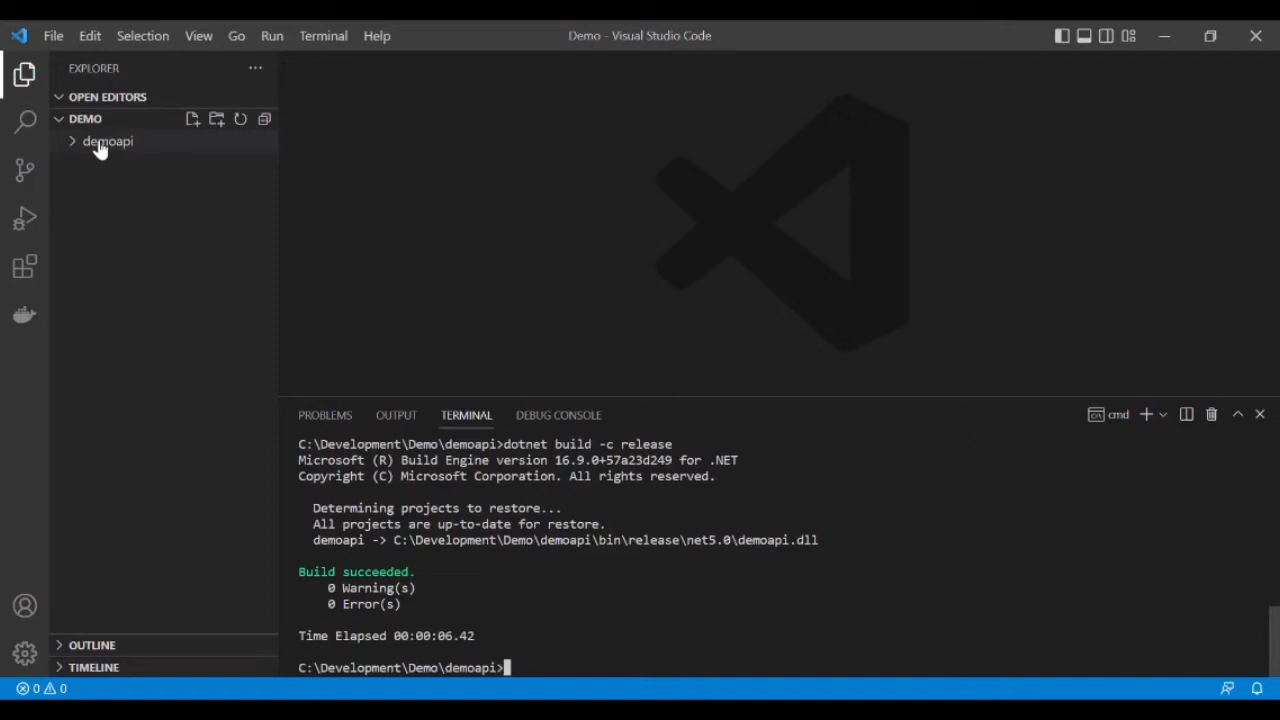 File Edit Selection View Go Run Terminal Help Demo - Visual Studio Code
EXPLORER
OPEN EDITORS
DEMO
demoapi
PROBLEMS OUTPUT TERMINAL DEBUG CONSOLE cmd
C:\Development\Demo\demoapi>dotnet build -c release
Microsoft (R) Build Engine version 16.9.0+57a23d249 for .NET
Copyright (C) Microsoft Corporation. All rights reserved.
Determining projects to restore...
All projects are up-to-date for restore.
demoapi -> C:\Development\Demo\demoapi\bin\release\net5.0\demoapi.dll
Build succeeded.
0 Warning(s)
0 Error(s)
Time Elapsed 00:00:06.42
C:\Development\Demo\demoapi>
OUTLINE
TIMELINE
0 0